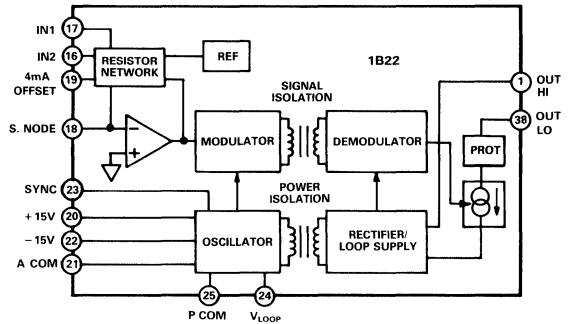 IN1
17
IN2
16
4mA
OFFSET
19
RESISTOR
NETWORK
REF
1B22
SIGNAL
ISOLATION
1
OUT
HI
38
OUT
LO
S. NODE
18
−
+
MODULATOR
DEMODULATOR
PROT
POWER
ISOLATION
SYNC
23
+15V
20
−15V
22
A COM
21
OSCILLATOR
RECTIFIER/
LOOP SUPPLY
25
24
P COM
VLOOP